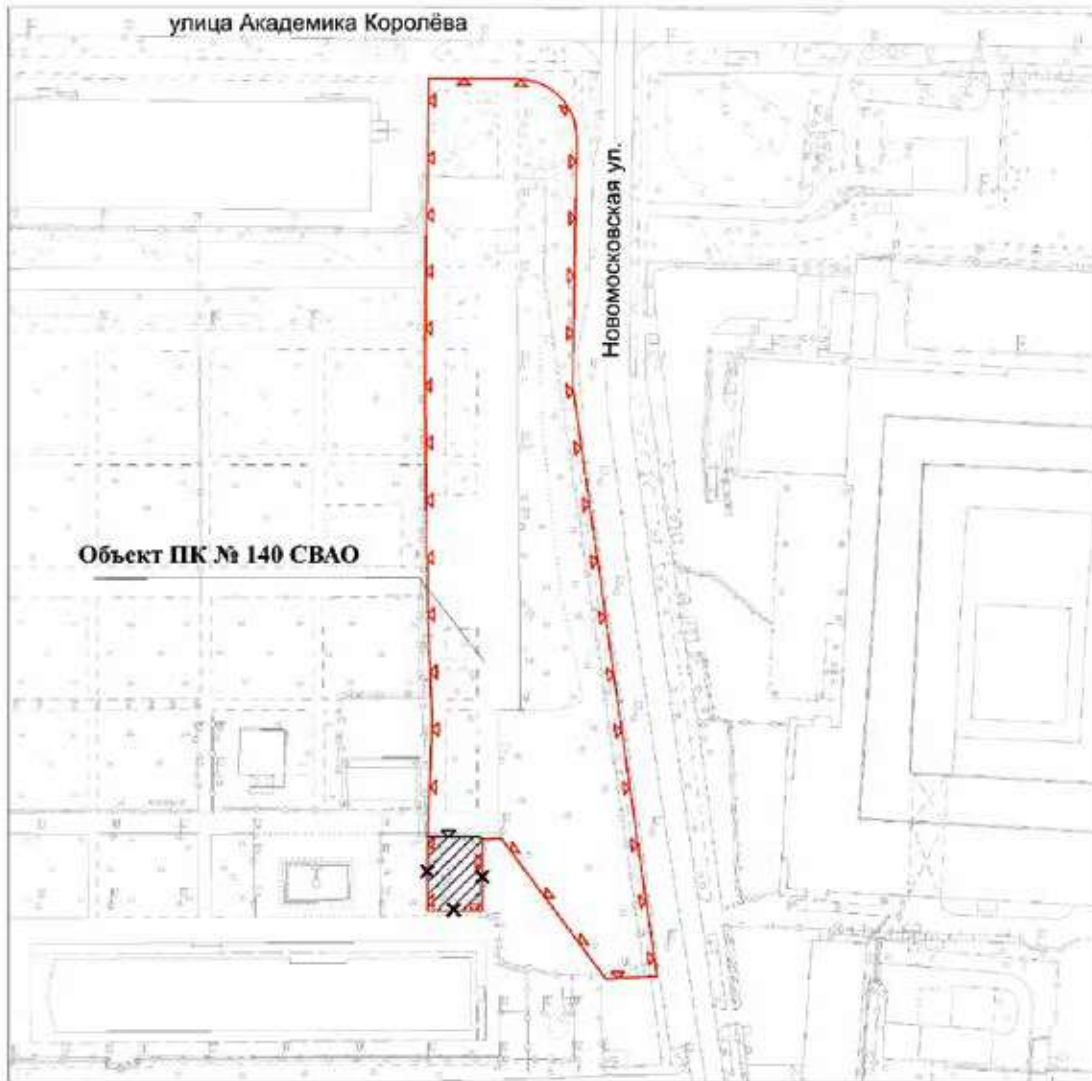 улица Академика Королёва
Новомосковская ул.
Объект ПК № 140 СВАО